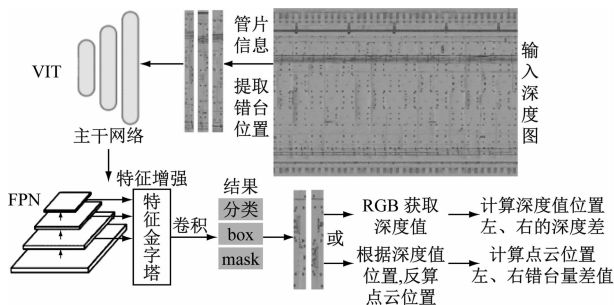 管片
信息
提取
错台
位置
输
入
深
度
图
VIT
主干网络
FPN
特征增强
特
征
金
字
塔
卷积
结果
分类
box
mask
或
RGB 获取
深度值
计算深度值位置
左、右的深度差
根据深度值
位置,反算
点云位置
计算点云位置
左、右错台量差值